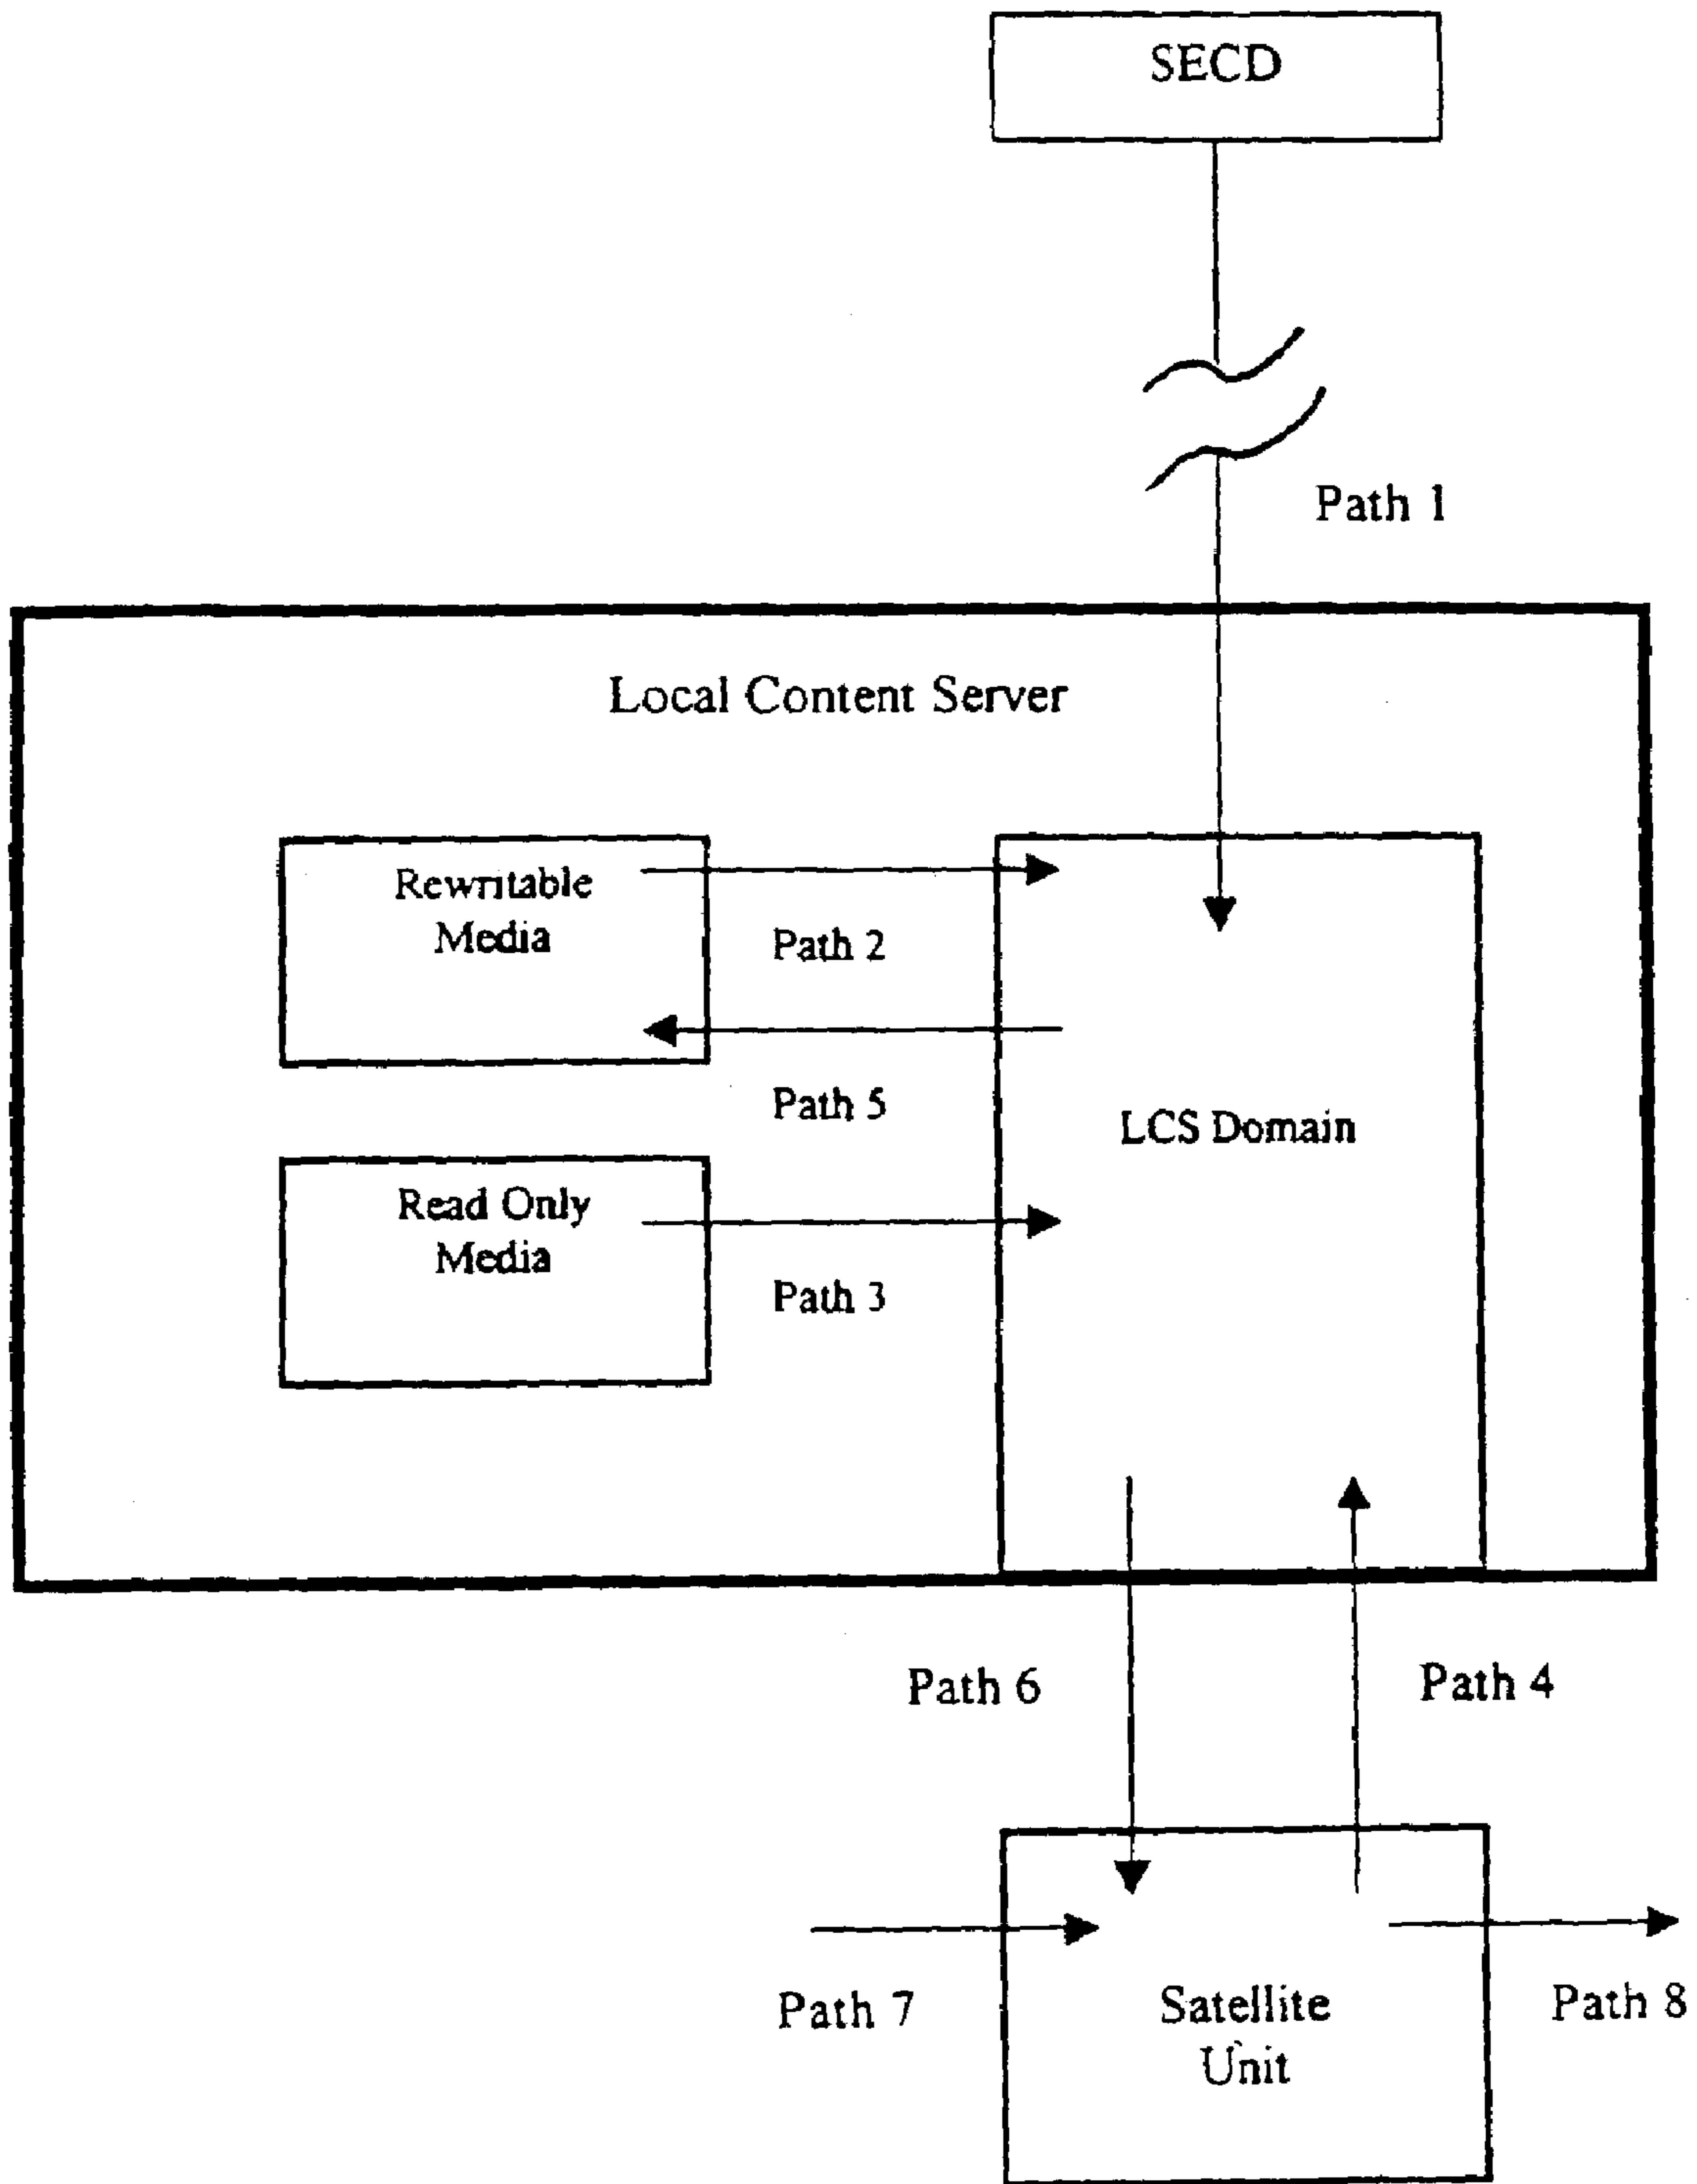 SECD
Path 1
Local Content Server
Rewritable
Media
Path 2
Path 5
LCS Domain
Read Only
Media
Path 3
Path 6
Path 4
Path 7
Satellite
Unit
Path 8